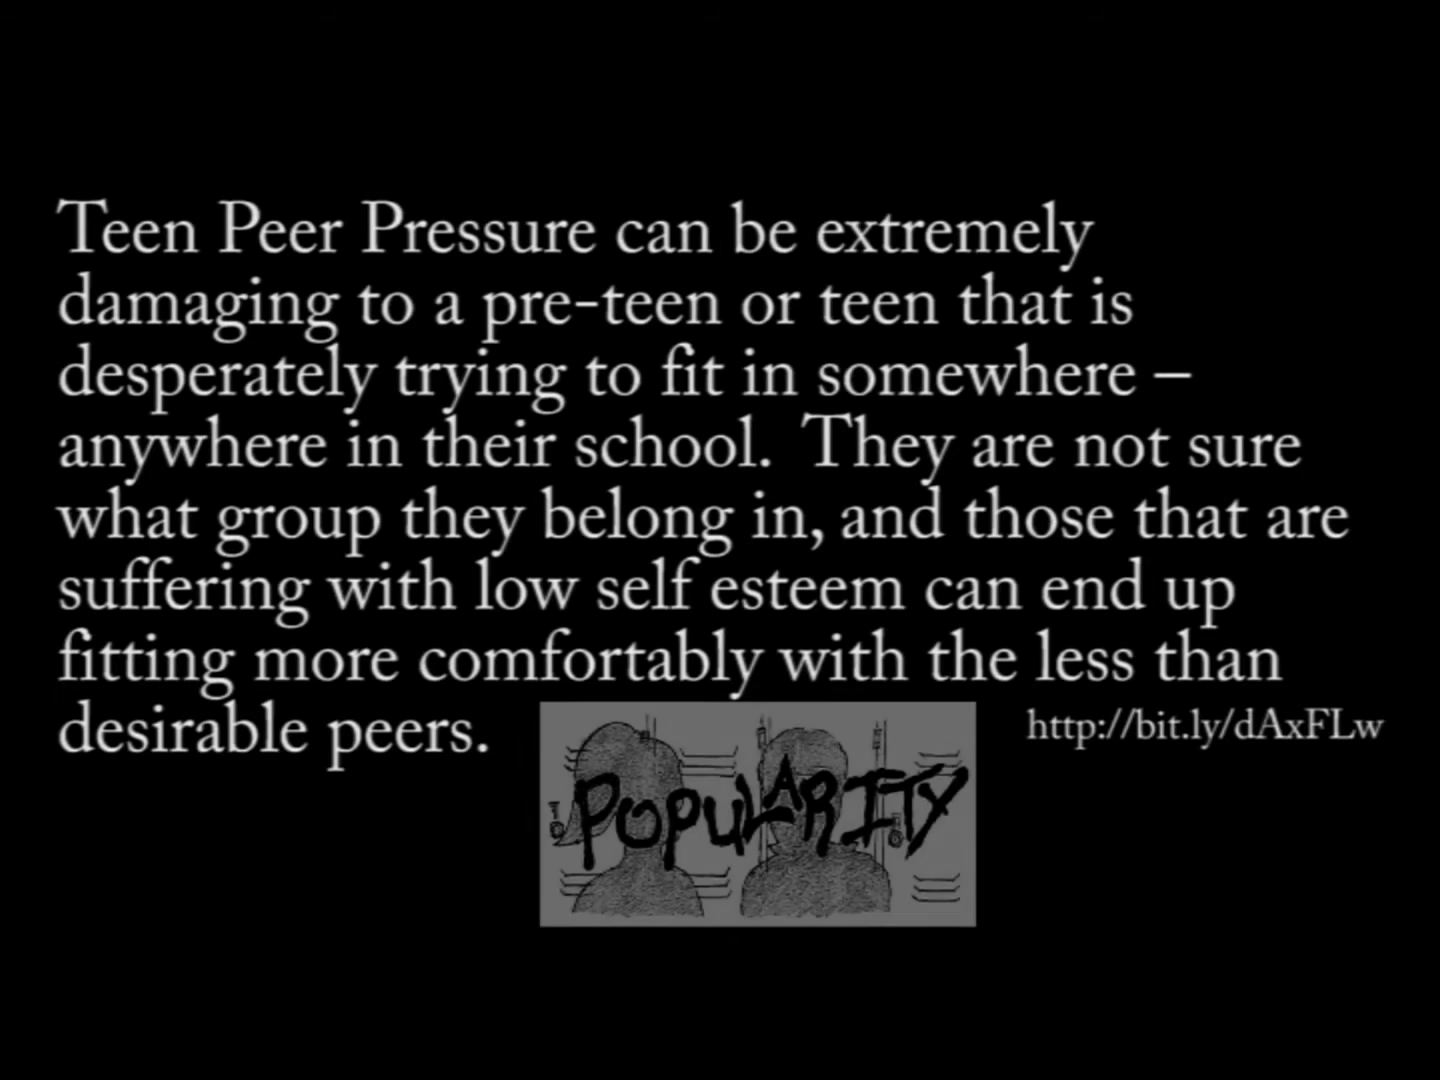 Teen Peer Pressure can be extremely
damaging to a pre-teen or teen that is
desperately trying to fit in somewhere –
anywhere in their school.  They are not sure
what group they belong in, and those that are
suffering with low self esteem can end up
fitting more comfortably with the less than
desirable peers.
http://bit.ly/dAxFLw
POPULARITY